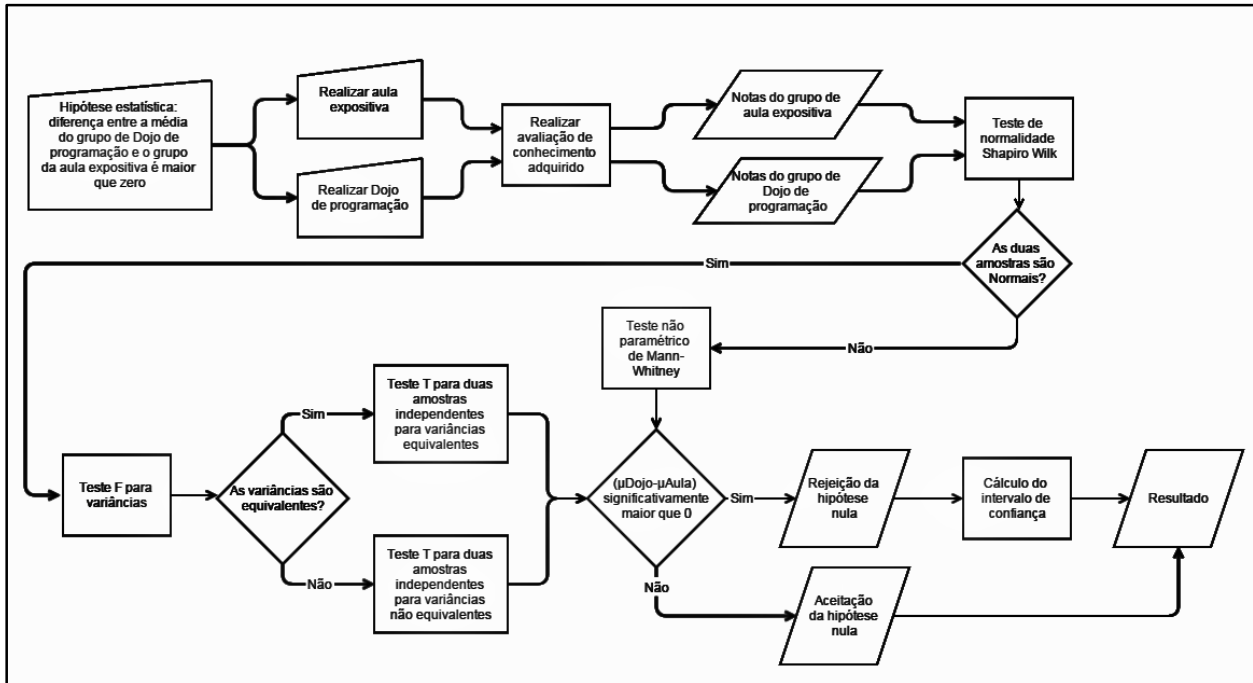 Hipótese estatística:
diferença entre a média
do grupo de Dojo de
programação e o grupo
da aula expositiva é maior
que zero
Realizar aula
expositiva
Realizar Dojo
de programação
Realizar
avaliação de
conhecimento
adquirido
Notas do grupo de
aula expositiva
Notas do grupo de
Dojo de
programação
Teste de
normalidade
Shapiro Wilk
As duas
amostras são
Normais?
Sim
Não
Teste não
paramétrico
de Mann-
Whitney
Teste F para
variâncias
As variâncias são
equivalentes?
Sim
Teste T para duas
amostras
independentes
para variâncias
equivalentes
Não
Teste T para duas
amostras
independentes
para variâncias
não equivalentes
(μDojo-μAula)
significativamente
maior que 0
Sim
Rejeição da
hipótese
nula
Cálculo do
intervalo de
confiança
Resultado
Não
Aceitação
da hipótese
nula